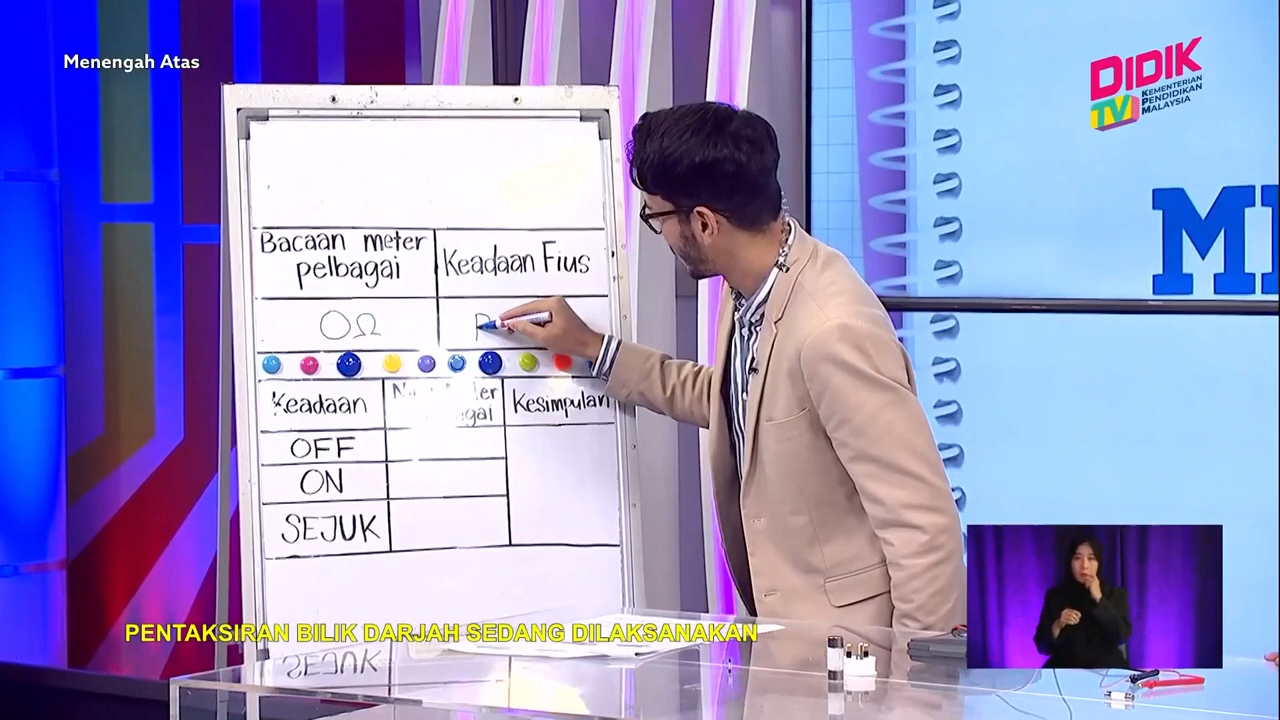 Menengah Atas
DIDIK
TV
KEMENTERIAN
PENDIDIKAN
MALAYSIA
Bacaan meter
pelbagai
Keadaan Fius
0Ω
Keadaan
Kesimpulan
OFF
ON
SEJUK
PENTAKSIRAN BILIK DARJAH SEDANG DILAKSANAKAN